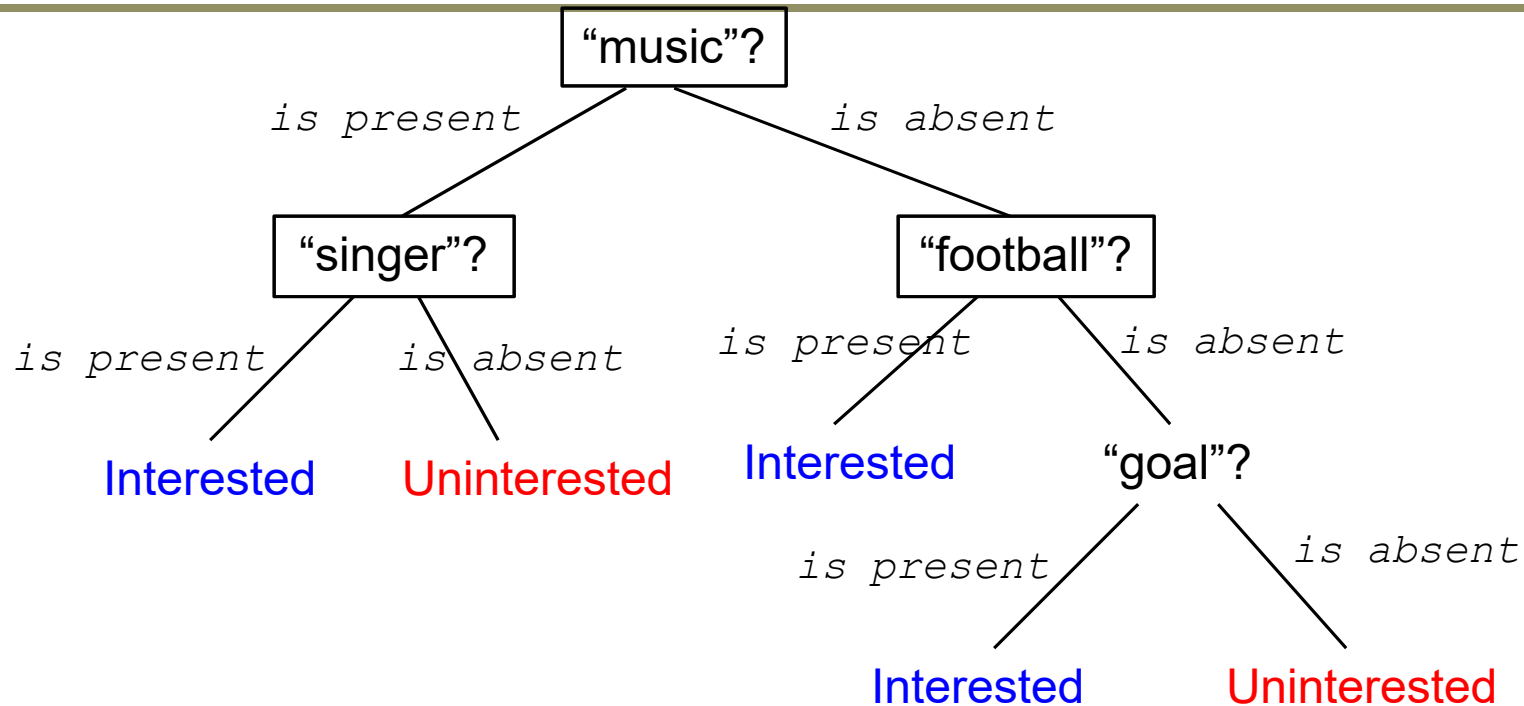 “music”?
is present
is absent
“singer”?
“football”?
is present
is absent
is present
is absent
Interested
Uninterested
Interested
“goal”?
is present
is absent
Interested
Uninterested